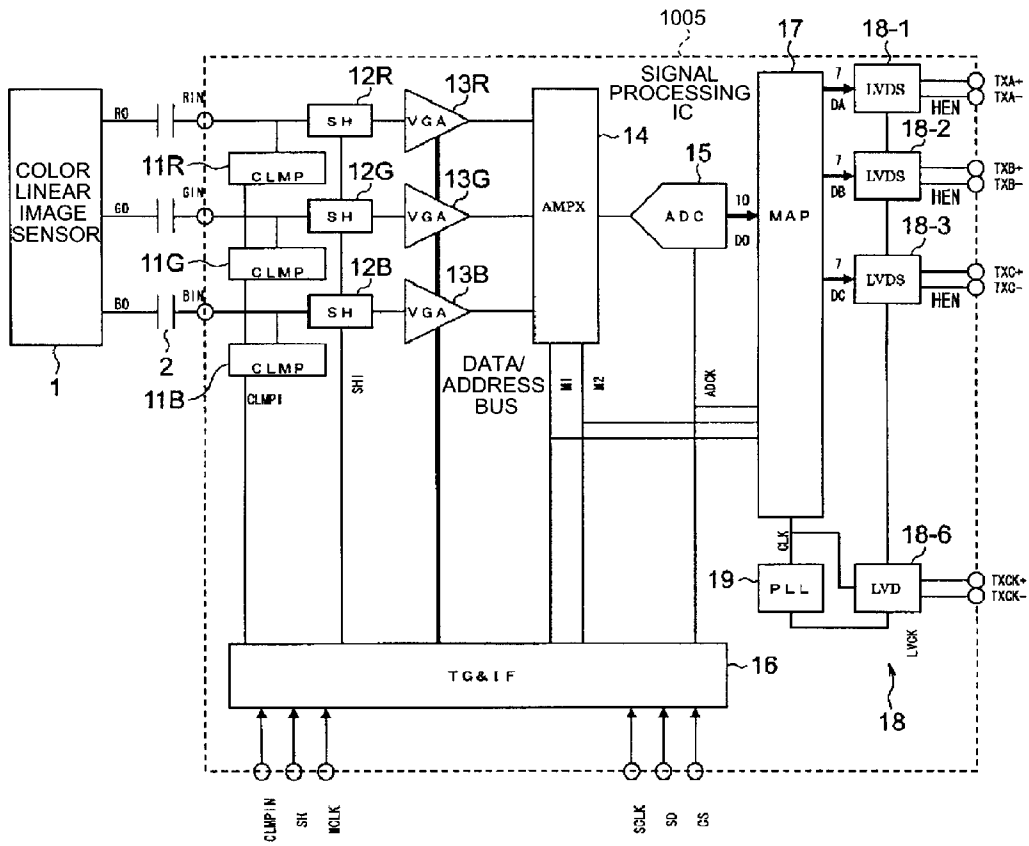 1005
17
18-1
SIGNAL
PROCESSING
IC
7
DA
LVDS
TXA+
TXA-
HEN
12R
13R
RO
RIN
SH
VGA
14
18-2
11R
CLMP
COLOR
LINEAR
IMAGE
SENSOR
12G
13G
15
7
DB
LVDS
TXB+
TXB-
HEN
GO
GIN
SH
VGA
AMPX
ADC
10
DO
MAP
18-3
11G
CLMP
12B
13B
7
DC
LVDS
TXC+
TXC-
HEN
BO
BIN
SH
VGA
1
2
CLMP
11B
DATA/
ADDRESS
BUS
CLMPI
SHI
M1
M2
ADCK
CLK
18-6
19
PLL
LVD
TXCK+
TXCK-
LVCK
TG&IF
16
18
CLMPIN
SH
MCLK
SCLK
SD
CS